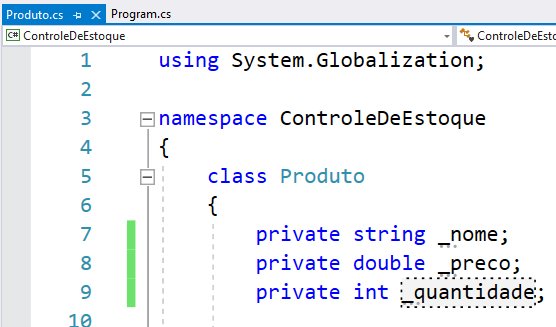 Produto.cs Program.cs
ControleDeEstoque ControleDeEsto
1 using System.Globalization;
2
3 namespace ControleDeEstoque
4 {
5 class Produto
6 {
7 private string _nome;
8 private double _preco;
9 private int _quantidade;
10